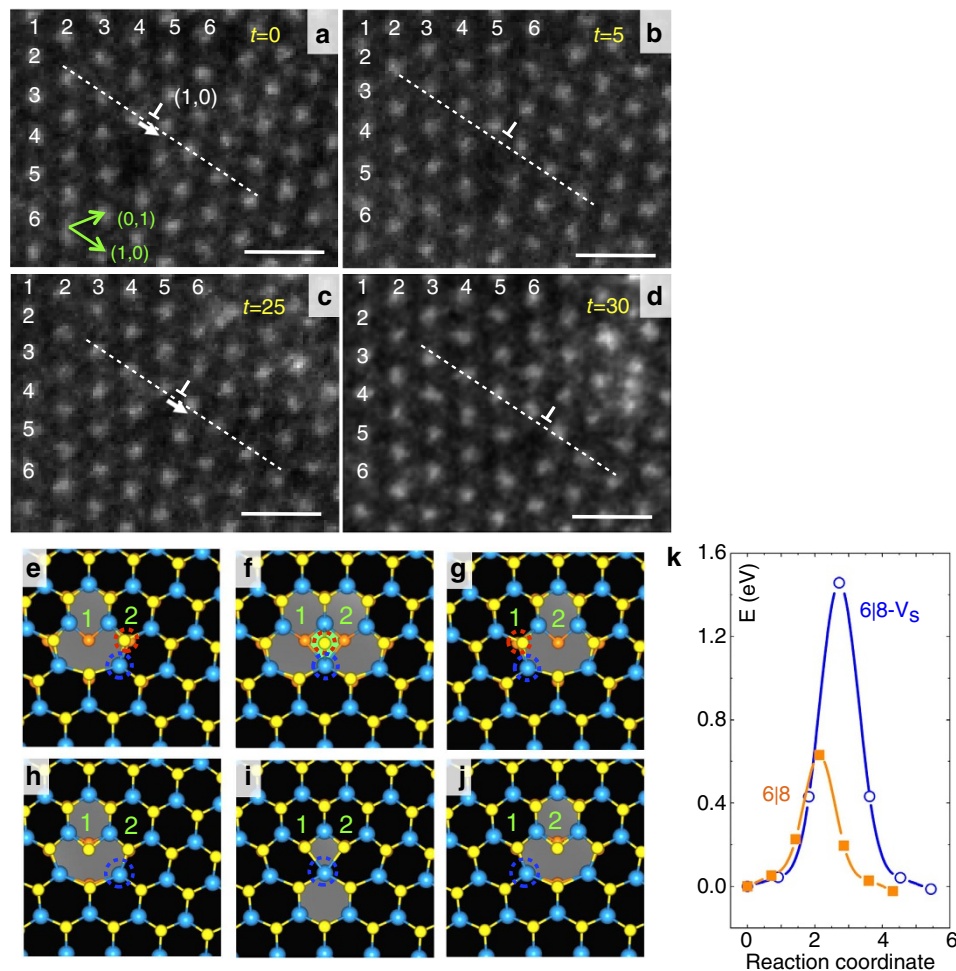 1 2 3 4 5 6 t=0 a
2
3 (1,0)
4
5
6 (0,1)
(1,0)
1 2 3 4 5 6 t=5 b
2
3
4
5
6
1 2 3 4 5 6 t=25 c
2
3
4
5
6
1 2 3 4 5 6 t=30 d
2
3
4
5
6
e 1 2
f 1 2
g 1 2
h 1 2
i 1 2
j 1 2
k
E (eV)
1.6
1.2
0.8
0.4
0.0
6|8-Vs
6|8
0 2 4 6
Reaction coordinate